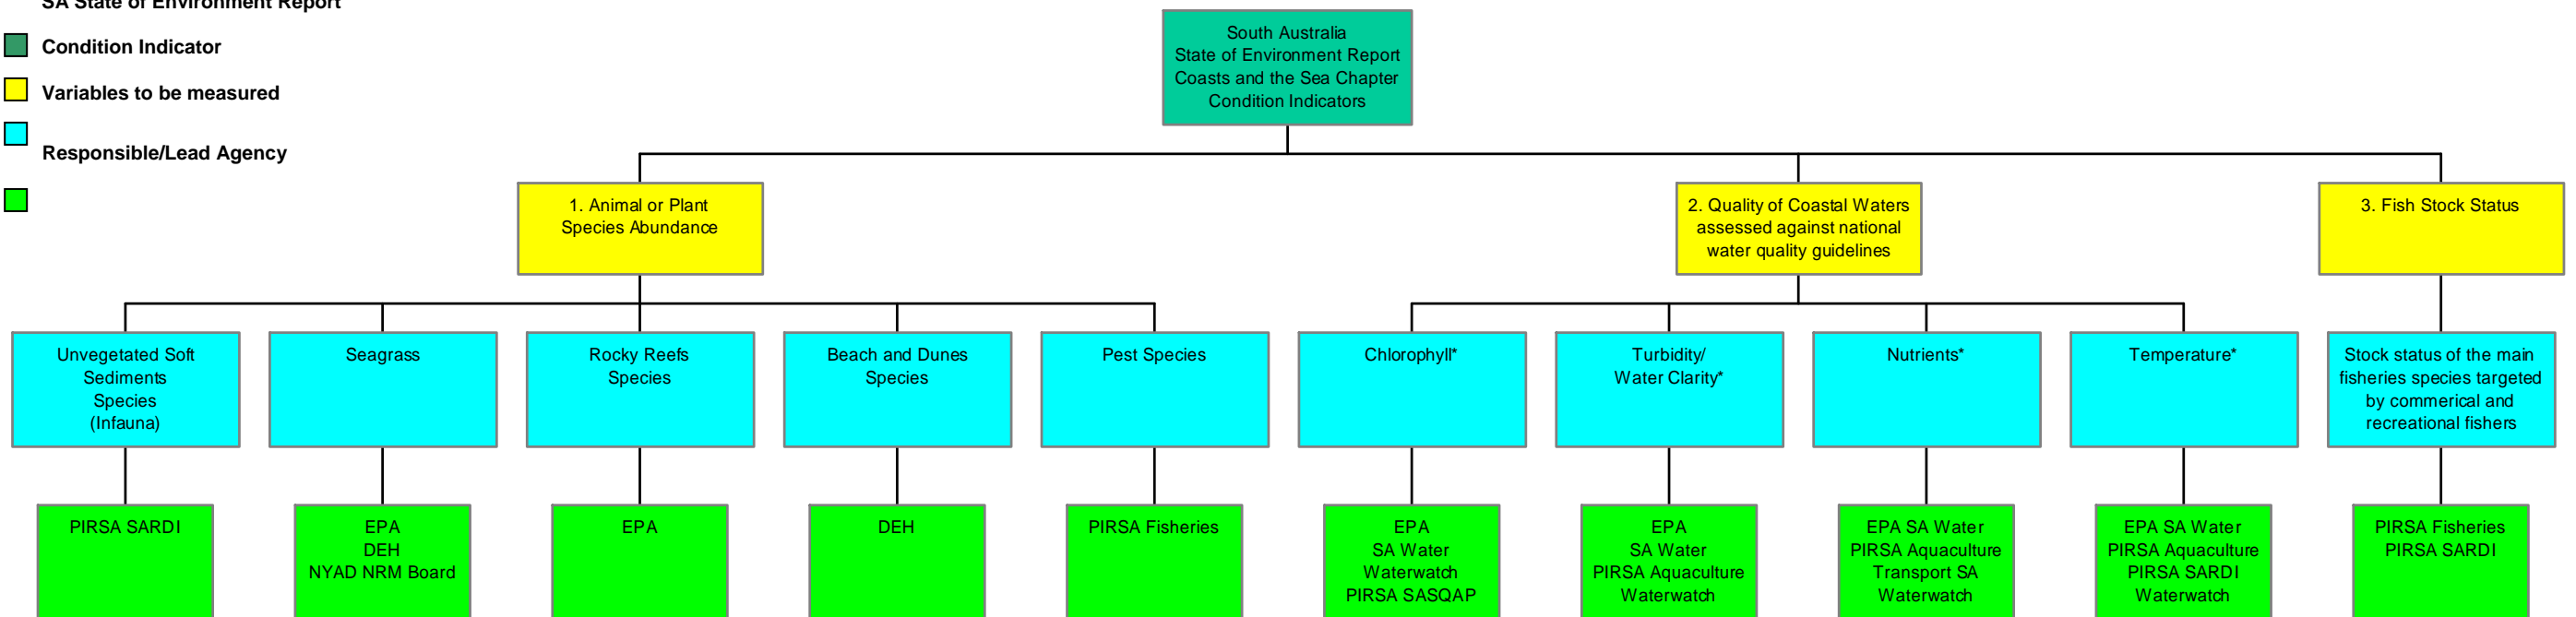 SA State of Environment Report
Condition Indicator
Variables to be measured
Responsible/Lead Agency
South Australia
State of Environment Report
Coasts and the Sea Chapter
Condition Indicators
1. Animal or Plant
Species Abundance
2. Quality of Coastal Waters
assessed against national
water quality guidelines
3. Fish Stock Status
Unvegetated Soft
Sediments
Species
(Infauna)
Seagrass
Rocky Reefs
Species
Beach and Dunes
Species
Pest Species
Chlorophyll*
Turbidity/
Water Clarity*
Nutrients*
Temperature*
Stock status of the main
fisheries species targeted
by commerical and
recreational fishers
PIRSA SARDI
EPA
DEH
NYAD NRM Board
EPA
DEH
PIRSA Fisheries
EPA
SA Water
Waterwatch
PIRSA SASQAP
EPA
SA Water
PIRSA Aquaculture
Waterwatch
EPA SA Water
PIRSA Aquaculture
Transport SA
Waterwatch
EPA SA Water
PIRSA Aquaculture
PIRSA SARDI
Waterwatch
PIRSA Fisheries
PIRSA SARDI